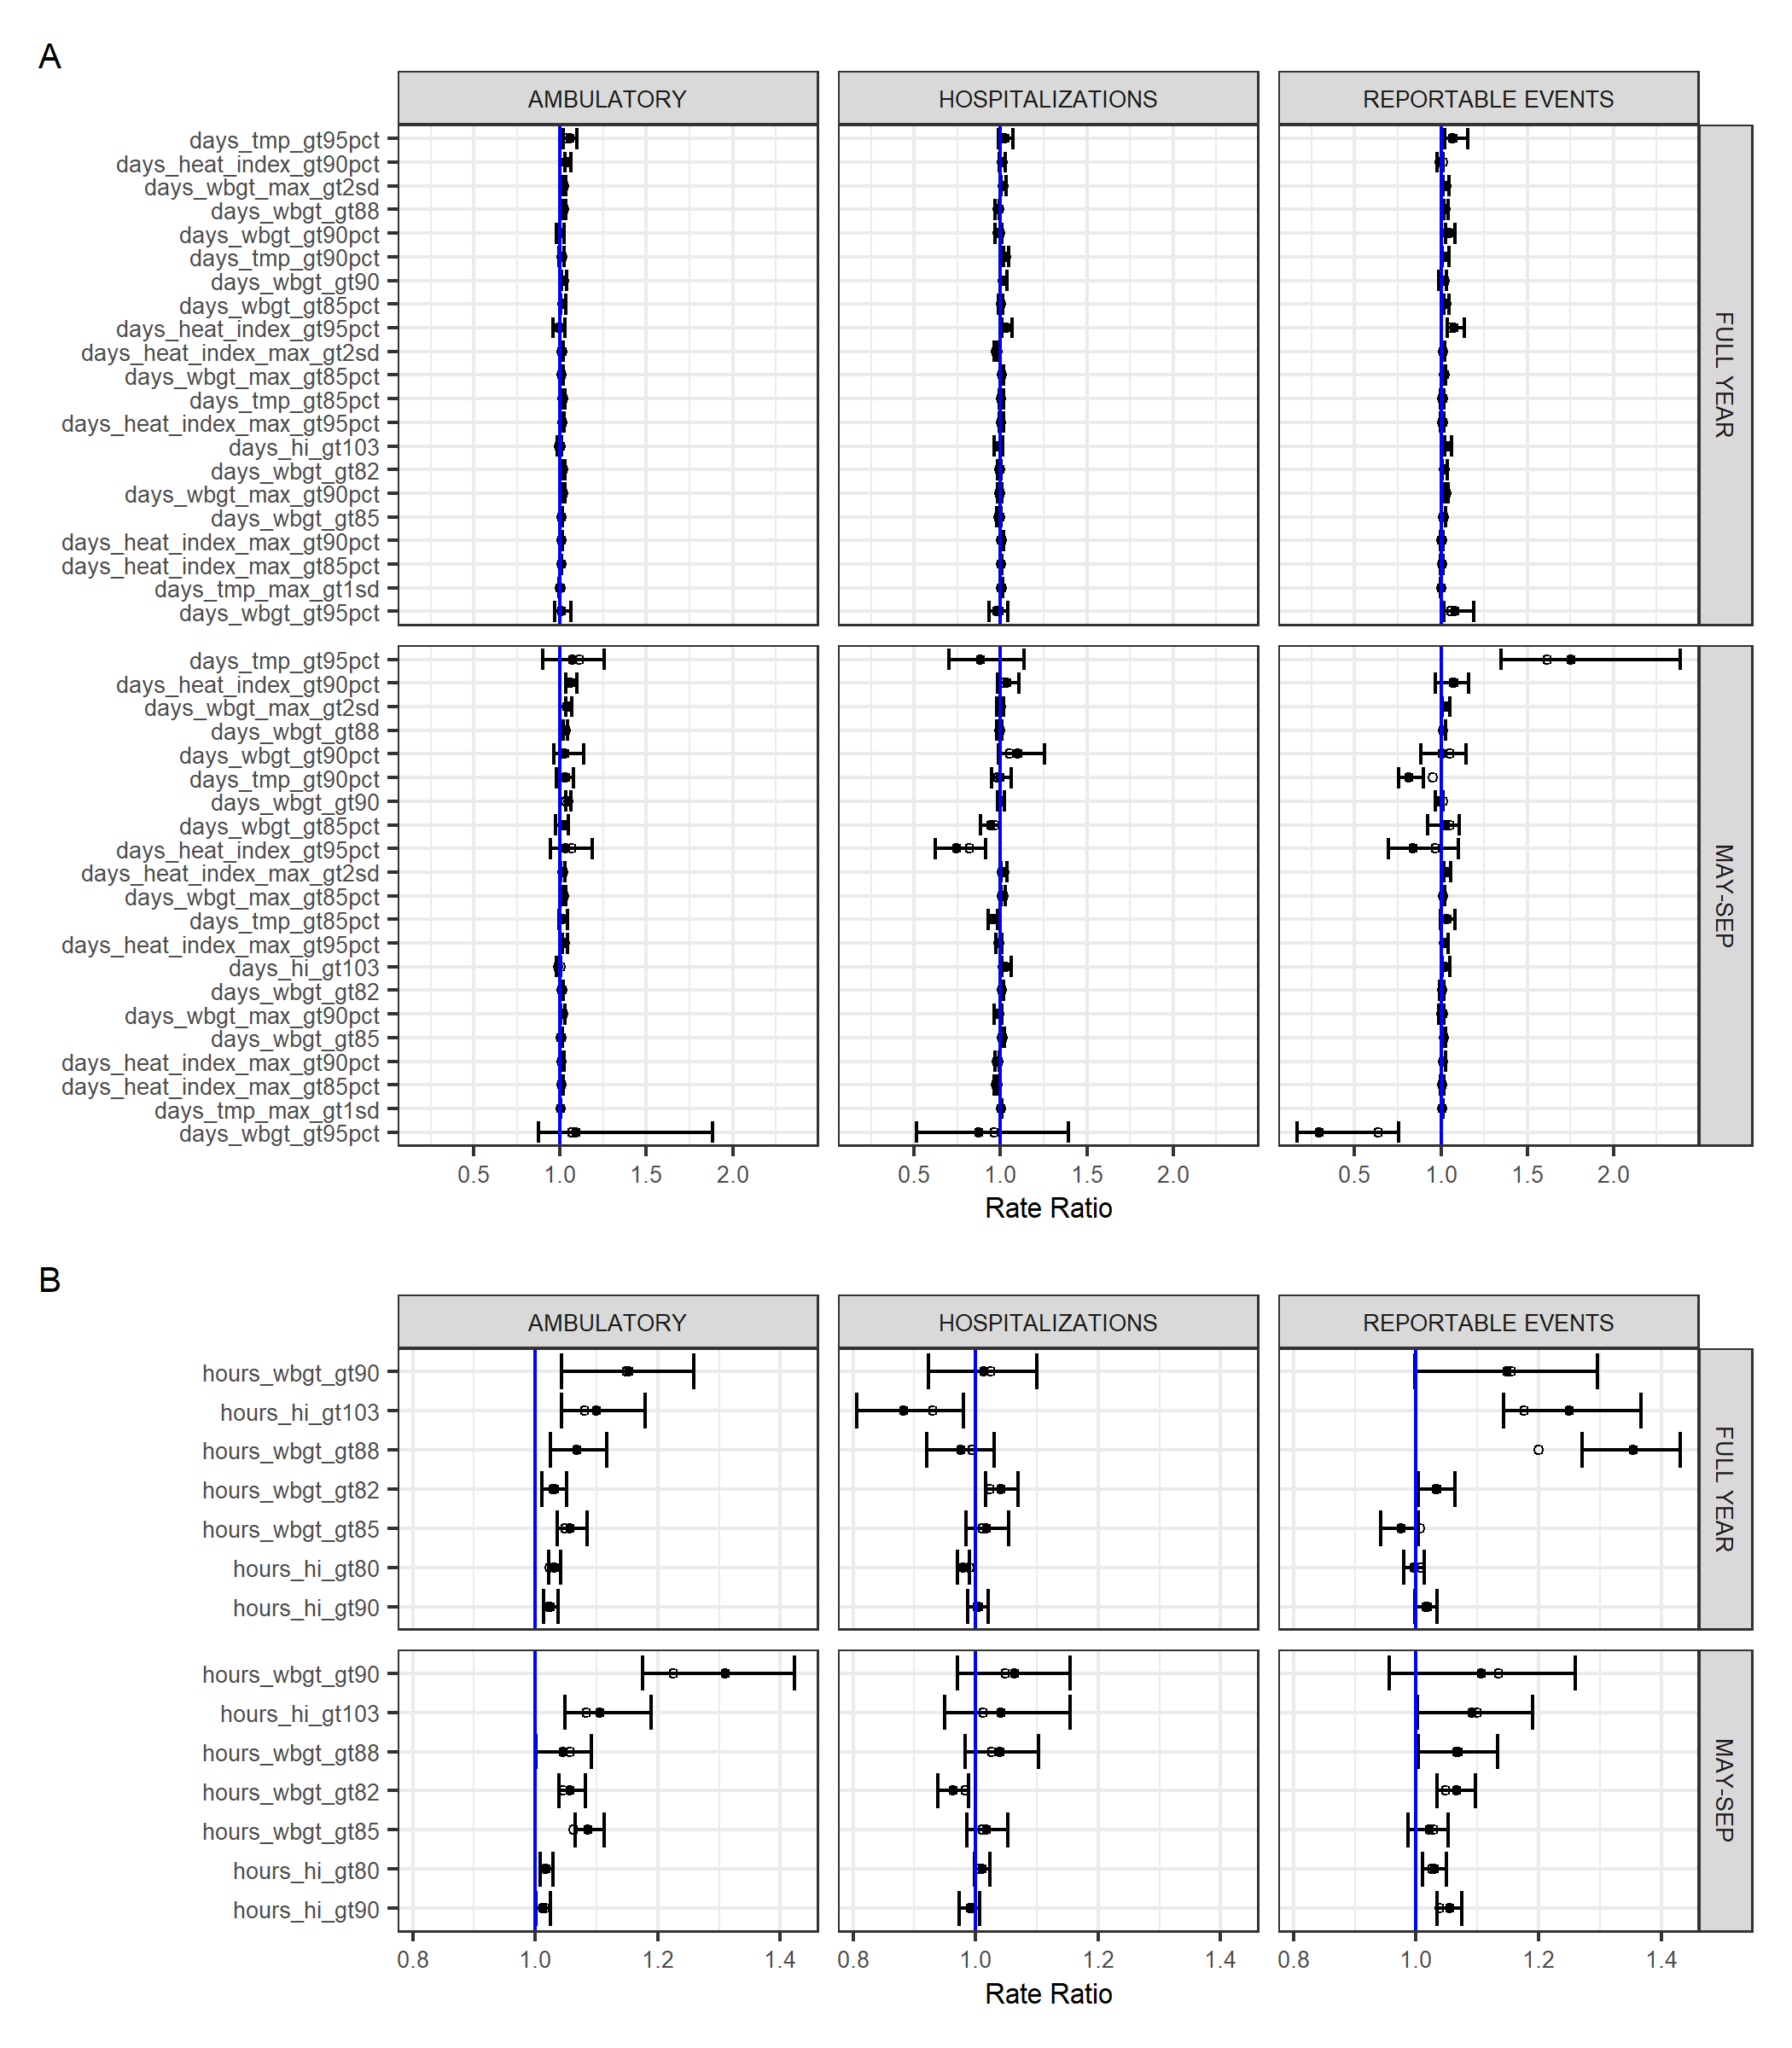 A
AMBULATORY HOSPITALIZATIONS REPORTABLE EVENTS
days_tmp_gt95pct
days_heat_index_gt90pct
days_wbgt_max_gt2sd
days_wbgt_gt88
days_wbgt_gt90pct
days_tmp_gt90pct
days_wbgt_gt90
days_wbgt_gt85pct
days_heat_index_gt95pct
days_heat_index_max_gt2sd
days_wbgt_max_gt85pct
days_tmp_gt85pct
days_heat_index_max_gt95pct
days_hi_gt103
days_wbgt_gt82
days_wbgt_max_gt90pct
days_wbgt_gt85
days_heat_index_max_gt90pct
days_heat_index_max_gt85pct
days_tmp_max_gt1sd
days_wbgt_gt95pct
FULL YEAR
days_tmp_gt95pct
days_heat_index_gt90pct
days_wbgt_max_gt2sd
days_wbgt_gt88
days_wbgt_gt90pct
days_tmp_gt90pct
days_wbgt_gt90
days_wbgt_gt85pct
days_heat_index_gt95pct
days_heat_index_max_gt2sd
days_wbgt_max_gt85pct
days_tmp_gt85pct
days_heat_index_max_gt95pct
days_hi_gt103
days_wbgt_gt82
days_wbgt_max_gt90pct
days_wbgt_gt85
days_heat_index_max_gt90pct
days_heat_index_max_gt85pct
days_tmp_max_gt1sd
days_wbgt_gt95pct
MAY-SEP
0.5 1.0 1.5 2.0 0.5 1.0 1.5 2.0 0.5 1.0 1.5 2.0
Rate Ratio
B
AMBULATORY HOSPITALIZATIONS REPORTABLE EVENTS
hours_wbgt_gt90
hours_hi_gt103
hours_wbgt_gt88
hours_wbgt_gt82
hours_wbgt_gt85
hours_hi_gt80
hours_hi_gt90
FULL YEAR
hours_wbgt_gt90
hours_hi_gt103
hours_wbgt_gt88
hours_wbgt_gt82
hours_wbgt_gt85
hours_hi_gt80
hours_hi_gt90
MAY-SEP
0.8 1.0 1.2 1.4 0.8 1.0 1.2 1.4 0.8 1.0 1.2 1.4
Rate Ratio